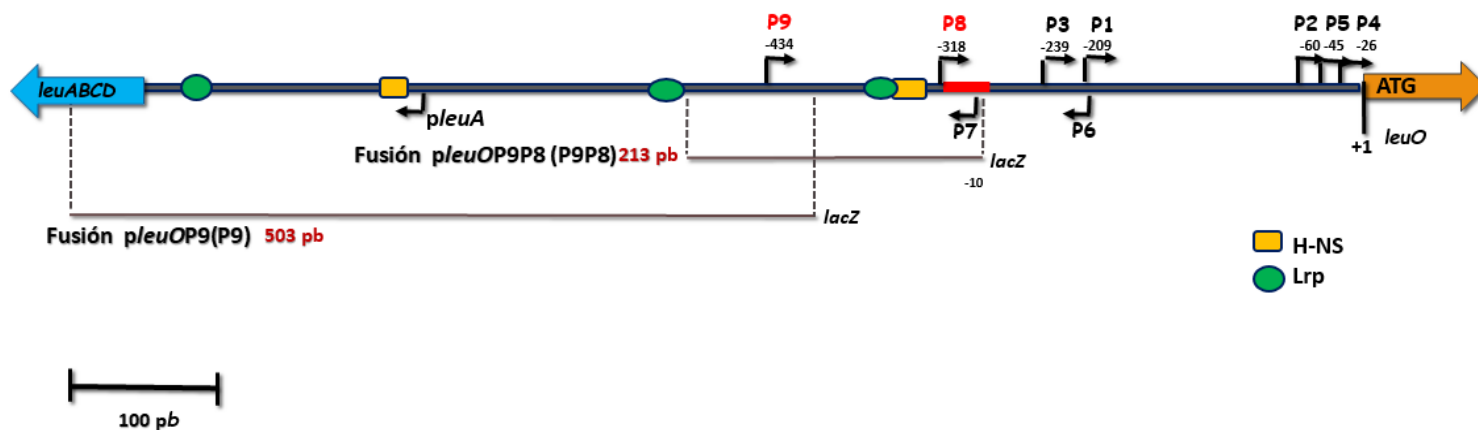 P9
-434
P8
-318
P3
-239
P1
-209
P2 P5 P4
-60 -45 -26
leuABCD
pleuA
P7
P6
ATG
+1
leuO
Fusión pleuOP9P8 (P9P8) 213 pb
lacZ
-10
lacZ
Fusión pleuOP9(P9) 503 pb
H-NS
Lrp
100 pb